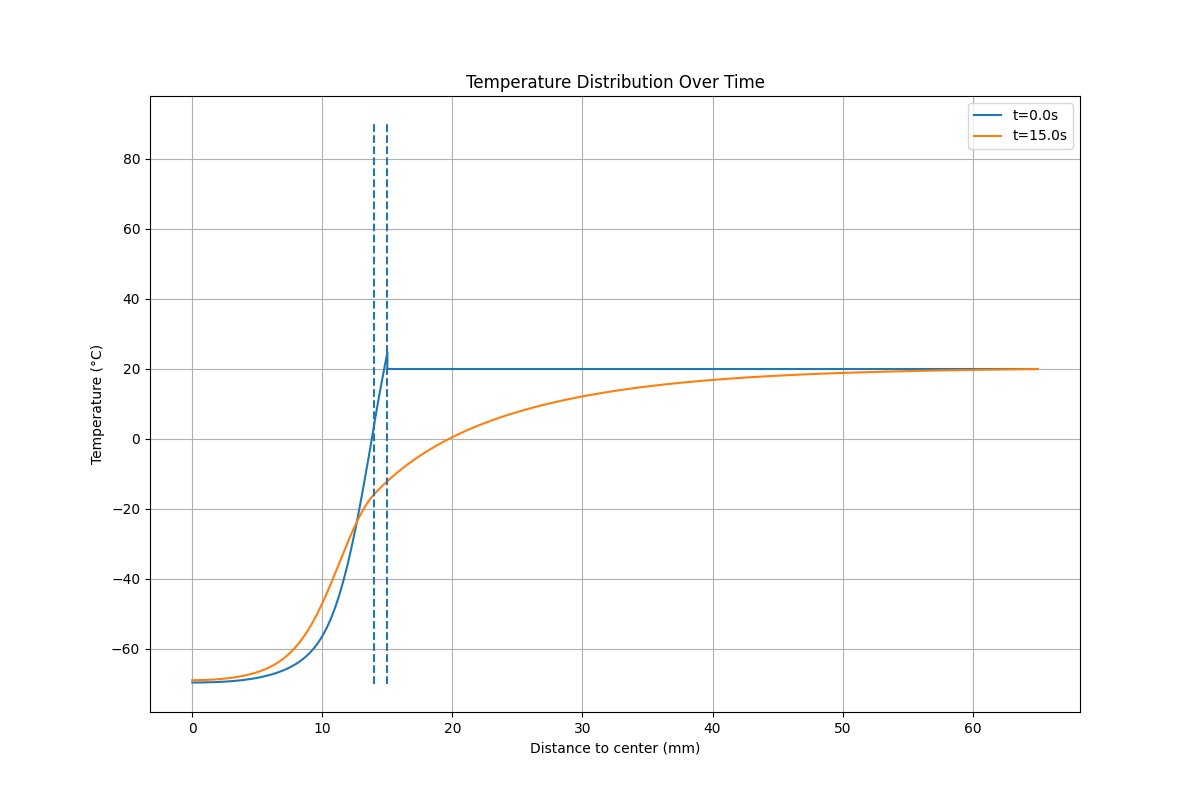 Temperature Distribution Over Time
t=0.0s
t=15.0s
Temperature (°C)
80
60
40
20
0
−20
−40
−60
0 10 20 30 40 50 60
Distance to center (mm)